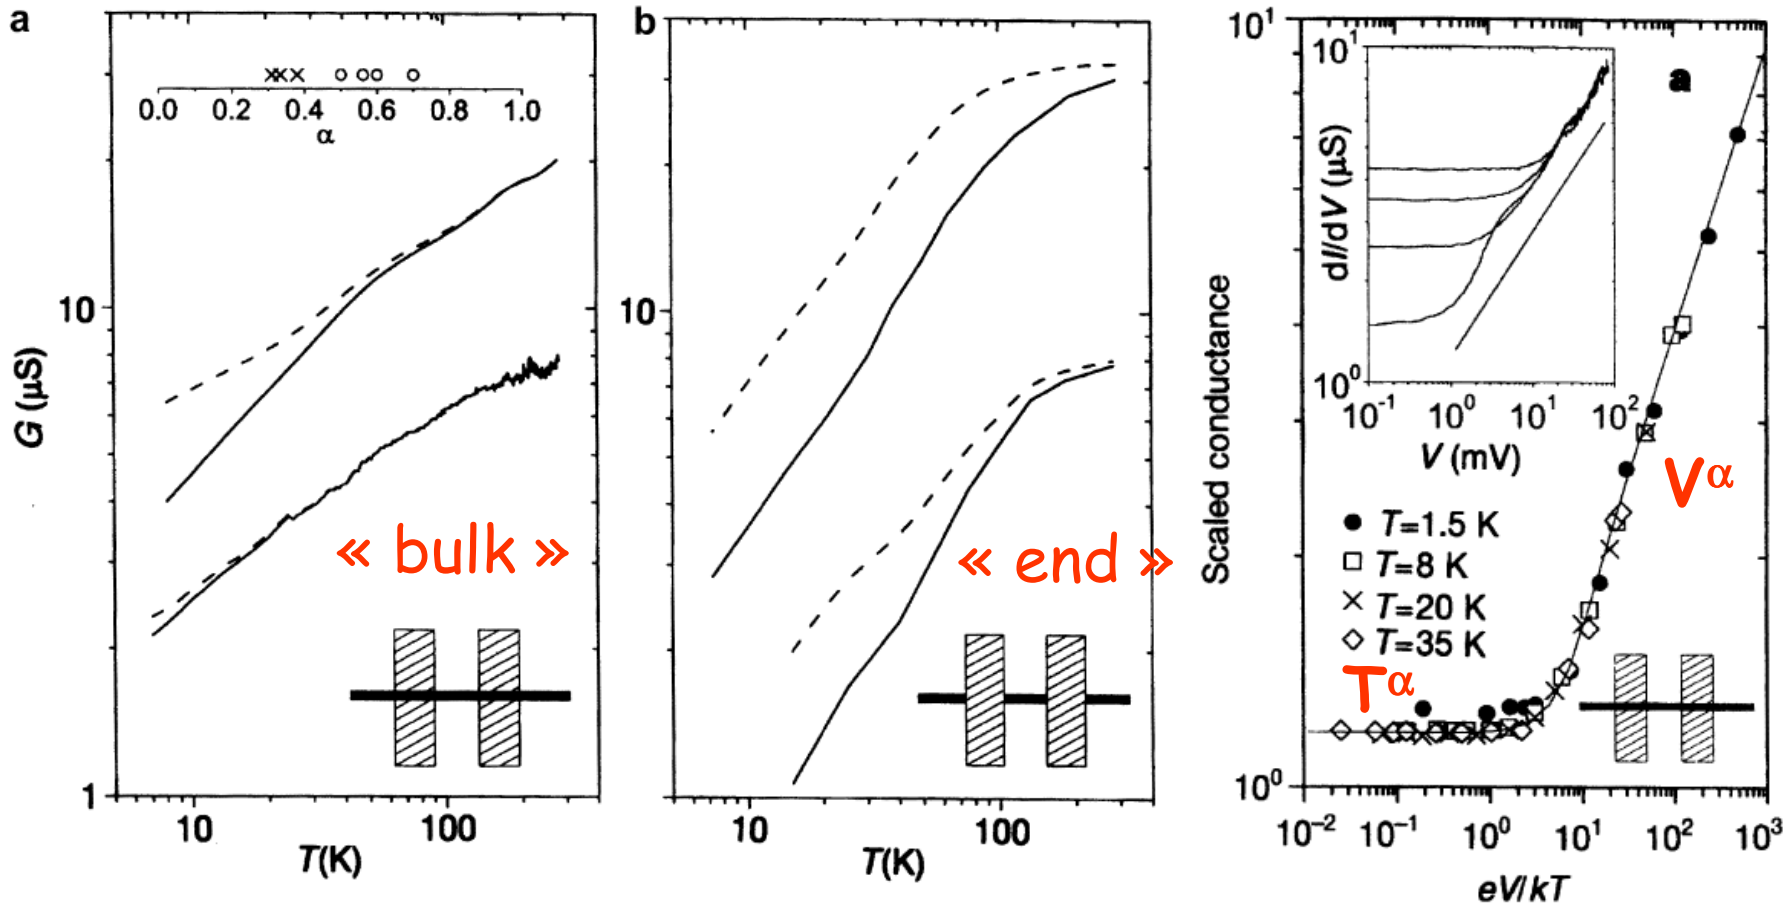 a
0.0 0.2 0.4 0.6 0.8 1.0
α
10
G (μS)
« bulk »
1
10 100
T(K)
b
10
« end »
10 100
T(K)
10¹
a
10¹
dI/dV (μS)
10⁰
10⁻¹ 10⁰ 10¹ 10²
V (mV)
Scaled conductance
Vα
T=1.5 K
T=8 K
T=20 K
T=35 K
Tα
10⁰
10⁻² 10⁻¹ 10⁰ 10¹ 10² 10³
eV/kT